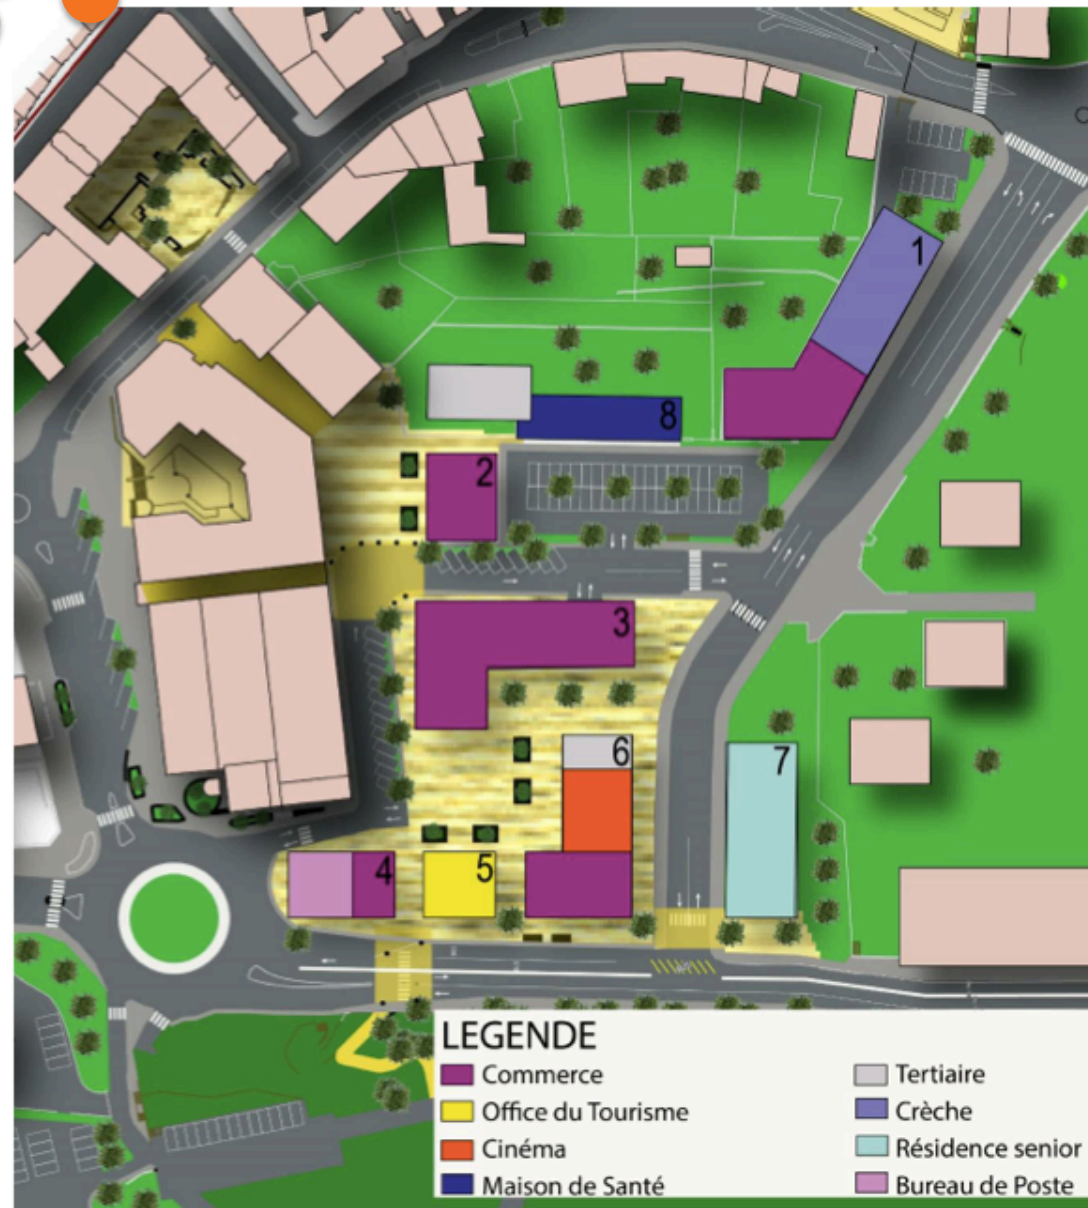 1
8
2
3
6
7
4
5
LEGENDE
Commerce
Office du Tourisme
Cinéma
Maison de Santé
Tertiaire
Crèche
Résidence senior
Bureau de Poste